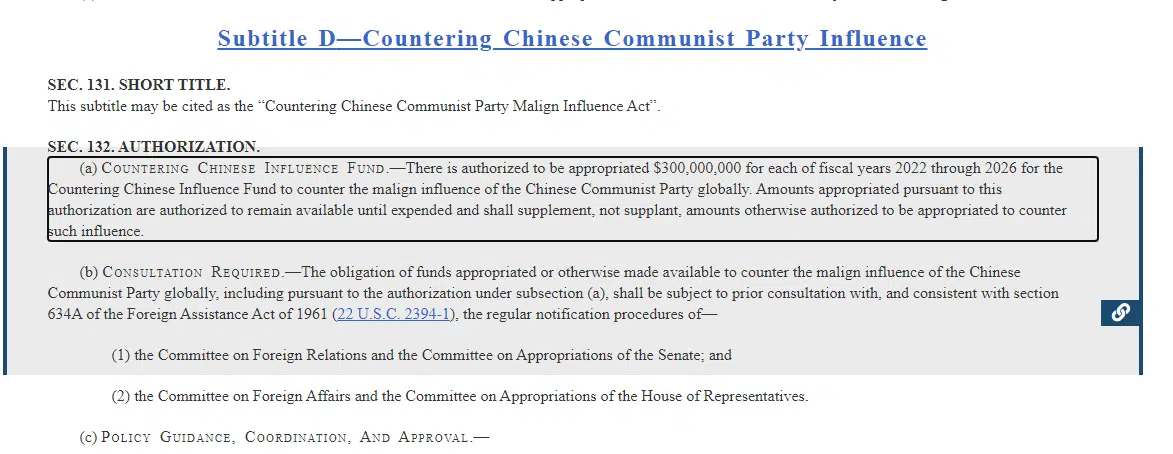 Subtitle D—Countering Chinese Communist Party Influence
SEC. 131. SHORT TITLE.
This subtitle may be cited as the “Countering Chinese Communist Party Malign Influence Act”.
SEC. 132. AUTHORIZATION.
(a) COUNTERING CHINESE INFLUENCE FUND.—There is authorized to be appropriated $300,000,000 for each of fiscal years 2022 through 2026 for the
Countering Chinese Influence Fund to counter the malign influence of the Chinese Communist Party globally. Amounts appropriated pursuant to this
authorization are authorized to remain available until expended and shall supplement, not supplant, amounts otherwise authorized to be appropriated to counter
such influence.
(b) CONSULTATION REQUIRED.—The obligation of funds appropriated or otherwise made available to counter the malign influence of the Chinese
Communist Party globally, including pursuant to the authorization under subsection (a), shall be subject to prior consultation with, and consistent with section
634A of the Foreign Assistance Act of 1961 (22 U.S.C. 2394-1), the regular notification procedures of—
(1) the Committee on Foreign Relations and the Committee on Appropriations of the Senate; and
(2) the Committee on Foreign Affairs and the Committee on Appropriations of the House of Representatives.
(c) POLICY GUIDANCE, COORDINATION, AND APPROVAL.—